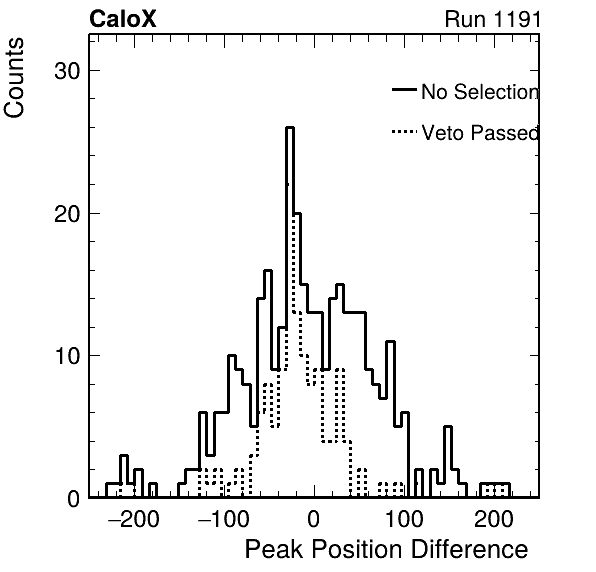 CaloX Run 1191
Counts
30
20
10
0
No Selection
Veto Passed
−200 −100 0 100 200
Peak Position Difference